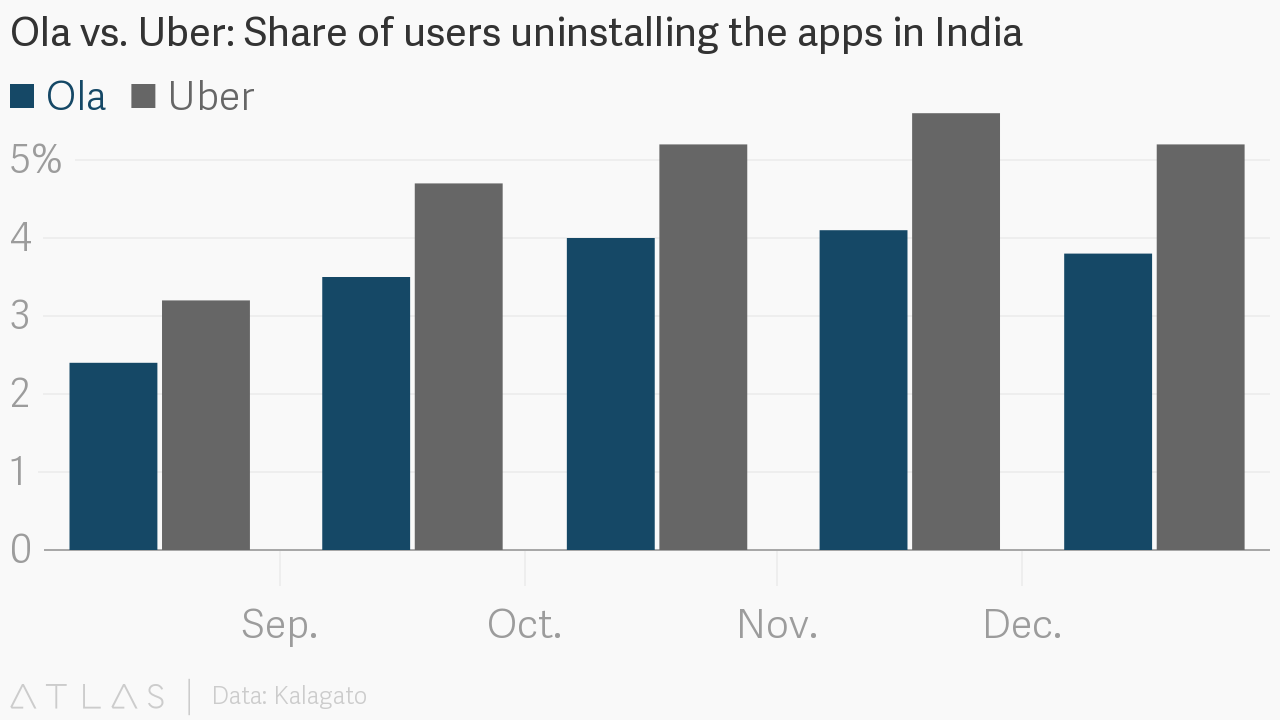 Ola vs. Uber: Share of users uninstalling the apps in India
Ola Uber
5%
4
3
2
1
0
Sep. Oct. Nov. Dec.
ATLAS | Data: Kalagato